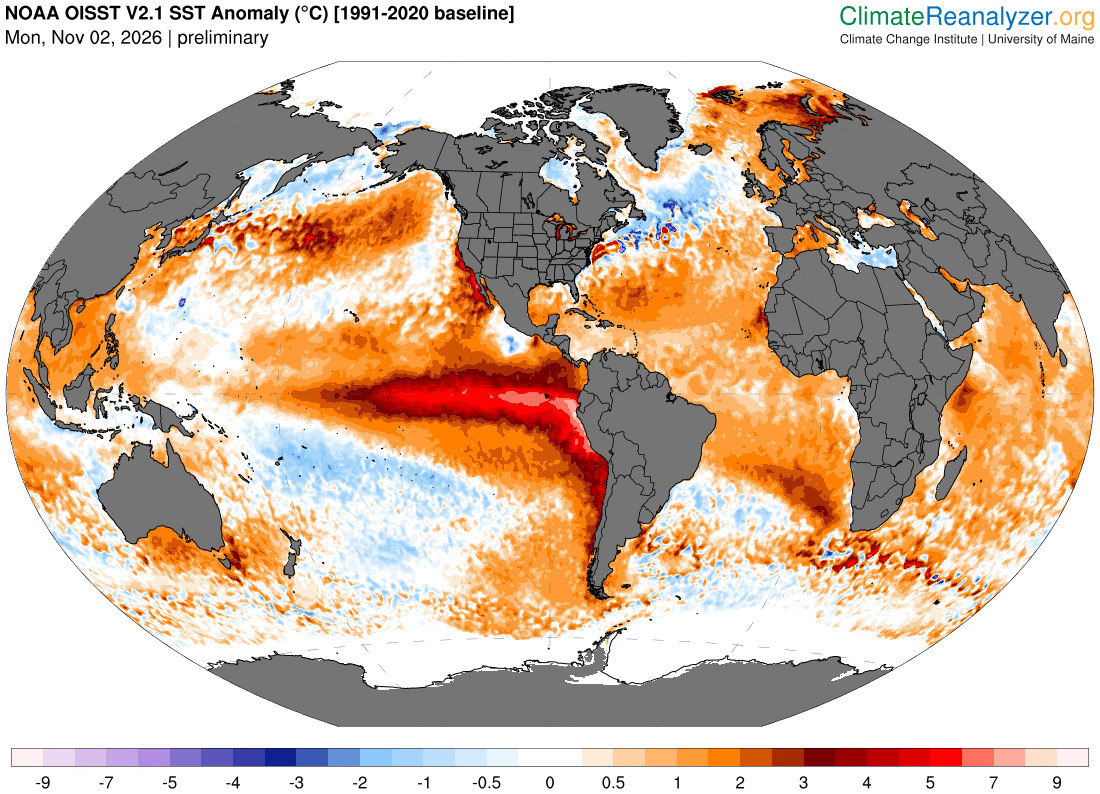 NOAA OISST V2.1 SST Anomaly (°C) [1991-2020 baseline]
Mon, Nov 02, 2026 | preliminary
ClimateReanalyzer.org
Climate Change Institute | University of Maine
-9 -7 -5 -4 -3 -2 -1 -0.5 0 0.5 1 2 3 4 5 7 9